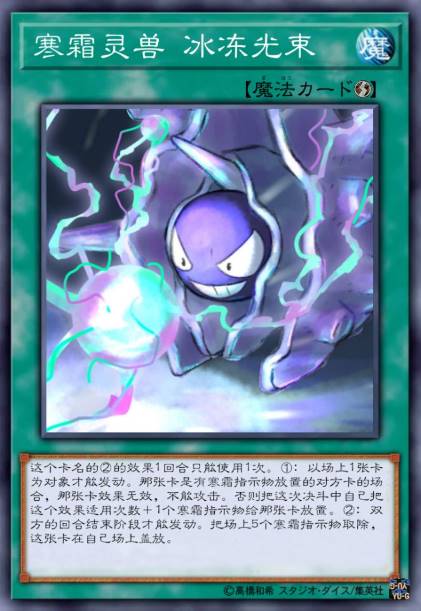 寒霜灵兽 冰冻光束
魔
【魔法カード】
这个卡名的②的效果1回合只能使用1次。①：以场上1张卡
为对象才能发动。那张卡是有寒霜指示物放置的对方卡的场
合，那张卡效果无效，不能攻击。否则把这次决斗中自己把
这个效果适用次数＋1个寒霜指示物给那张卡放置。②：双
方的回合结束阶段才能发动。把场上5个寒霜指示物取除，
这张卡在自己场上盖放。
©高橋和希 スタジオ・ダイス/集英社